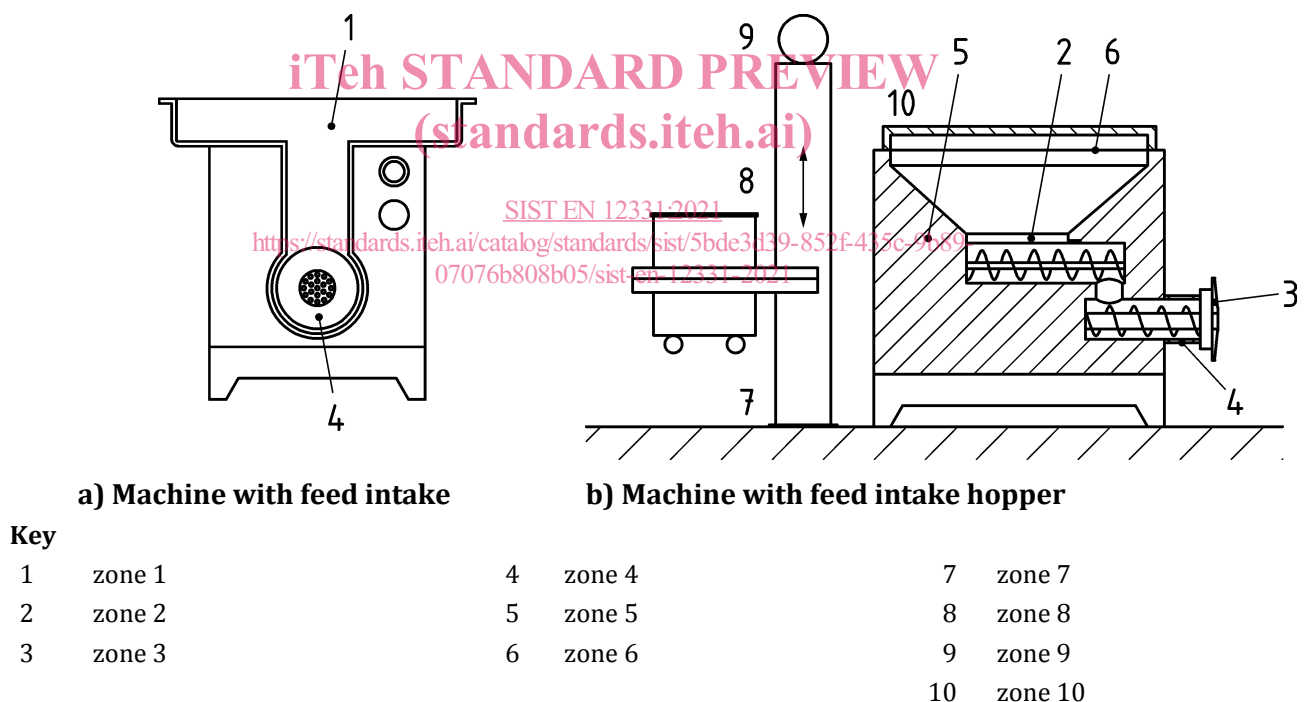 1
9
5
2
6
iTeh STANDARD PREVIEW
10
(standards.iteh.ai)
8
SIST EN 12331:2021
https://standards.iteh.ai/catalog/standards/sist/5bde3d39-852f-435c-9b89-
07076b808b05/sist-en-12331-2021
3
4
7
4
a) Machine with feed intake b) Machine with feed intake hopper
Key
1 zone 1 4 zone 4 7 zone 7
2 zone 2 5 zone 5 8 zone 8
3 zone 3 6 zone 6 9 zone 9
10 zone 10